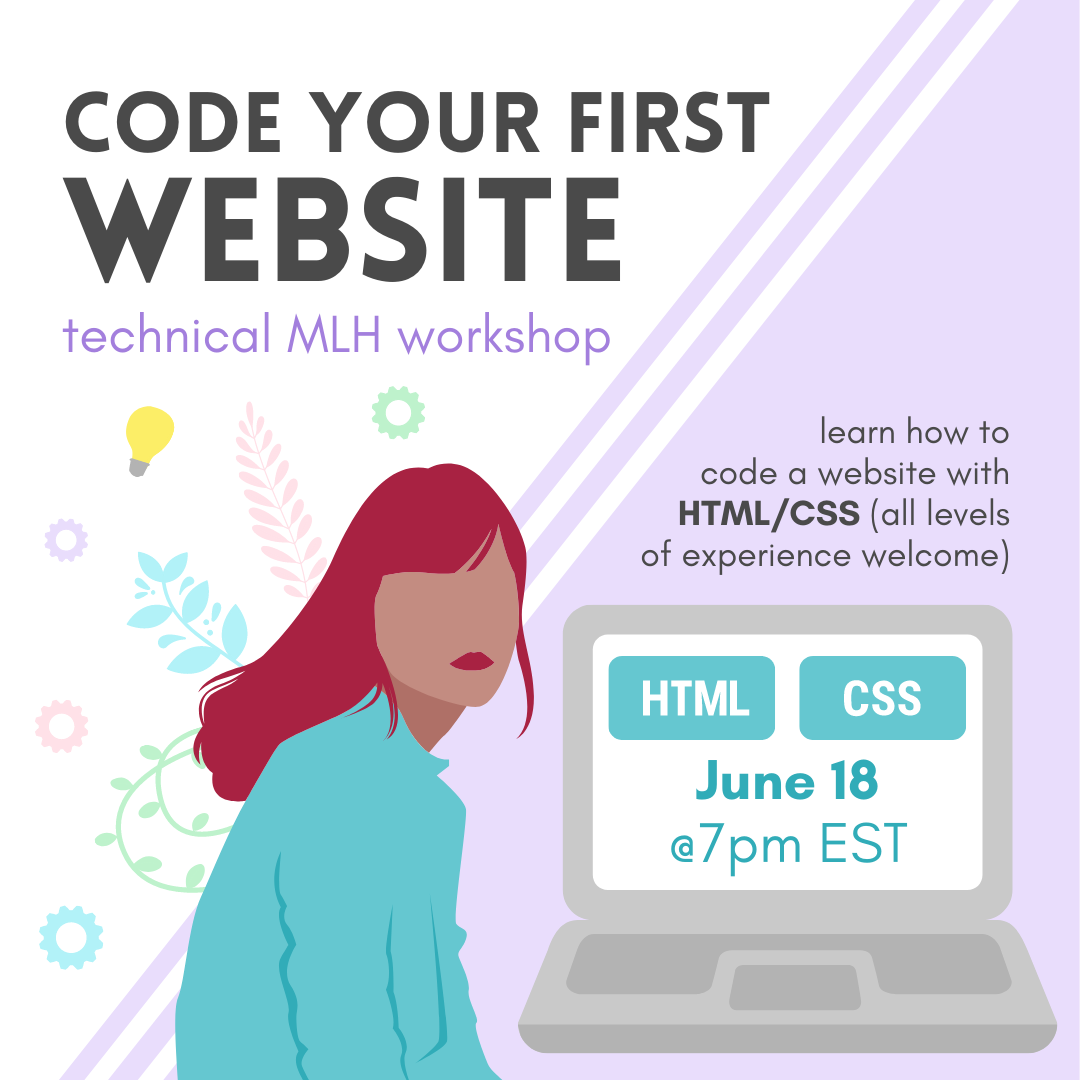 CODE YOUR FIRST
WEBSITE
technical MLH workshop
learn how to
code a website with
HTML/CSS (all levels
of experience welcome)
HTML CSS
June 18
@7pm EST